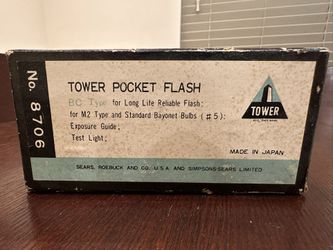 No. 8706
TOWER POCKET FLASH
BC Type for Long Life Reliable Flash;
for M2 Type and Standard Bayonet Bulbs (#5):
Exposure Guide;
Test Light;
TOWER
MADE IN JAPAN
SEARS, ROEBUCK AND CO. U.S.A. AND SIMPSONS-SEARS LIMITED